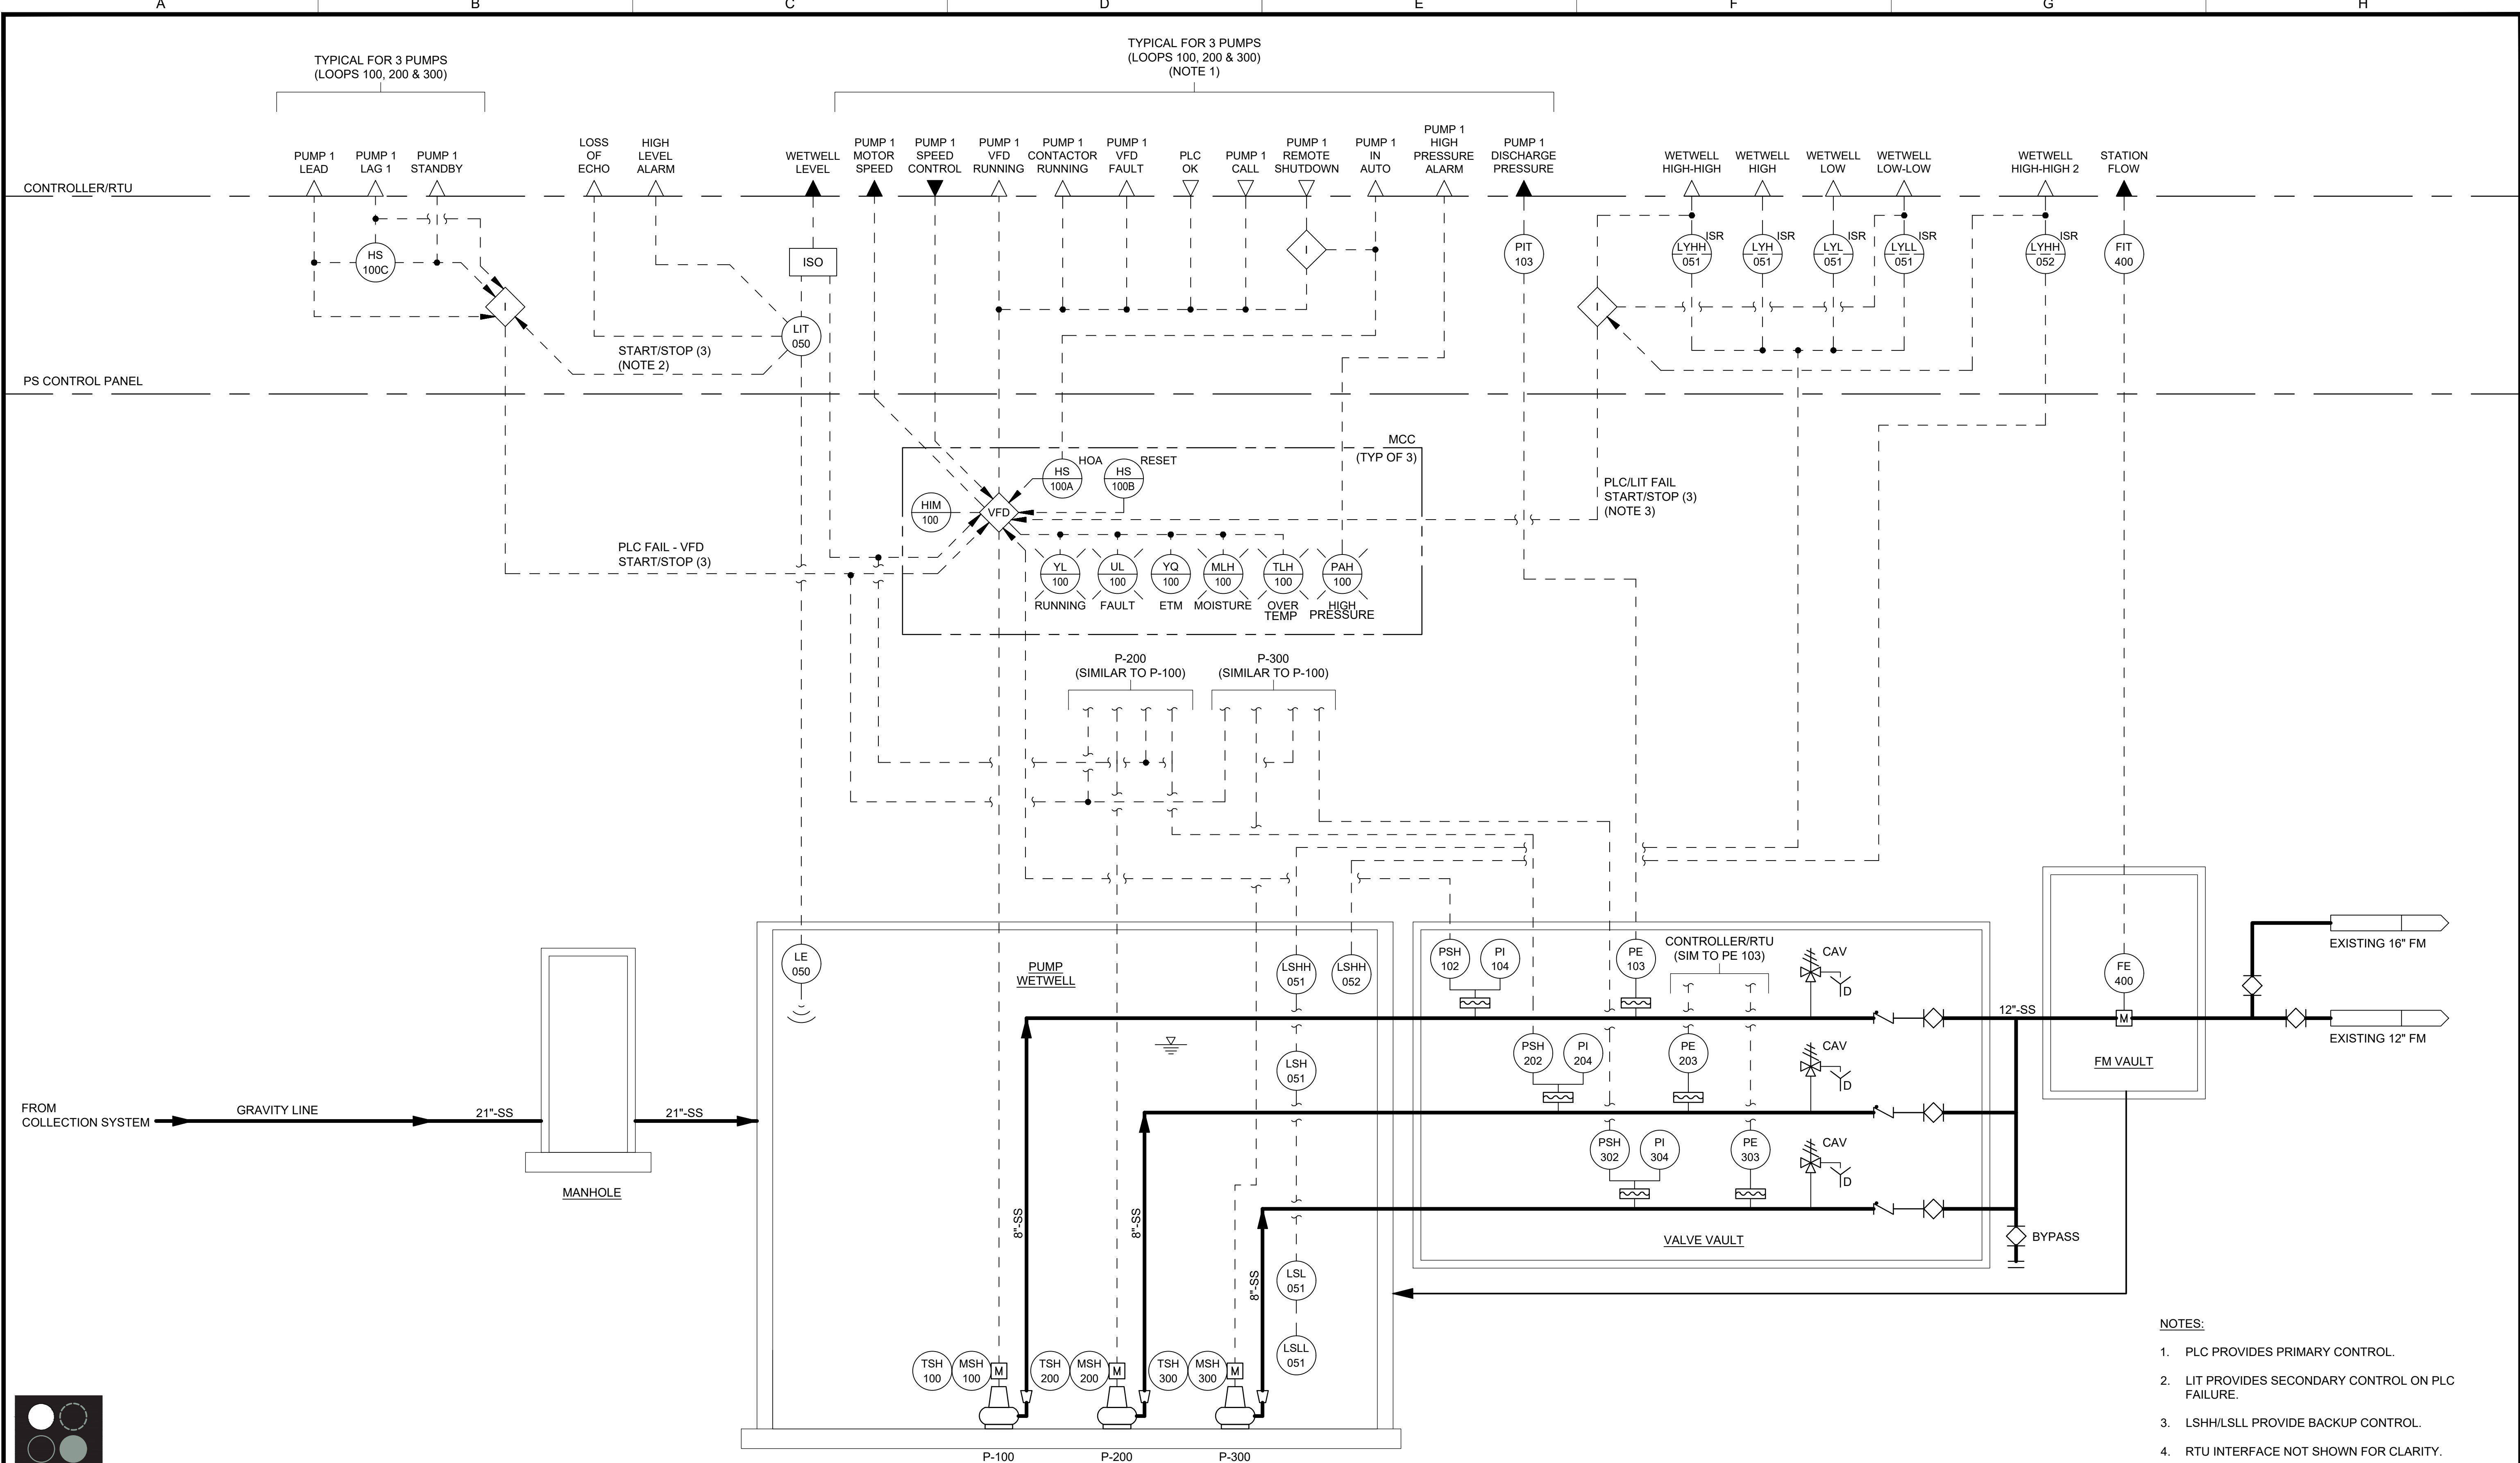 A
B
C
D
E
F
G
H
TYPICAL FOR 3 PUMPS
(LOOPS 100, 200 & 300)
TYPICAL FOR 3 PUMPS
(LOOPS 100, 200 & 300)
(NOTE 1)
PUMP 1
LEAD
PUMP 1
LAG 1
PUMP 1
STANDBY
LOSS
OF
ECHO
HIGH
LEVEL
ALARM
WETWELL
LEVEL
PUMP 1
MOTOR
SPEED
PUMP 1
SPEED
CONTROL
PUMP 1
VFD
RUNNING
PUMP 1
CONTACTOR
RUNNING
PUMP 1
VFD
FAULT
PLC
OK
PUMP 1
CALL
PUMP 1
REMOTE
SHUTDOWN
PUMP 1
IN
AUTO
PUMP 1
HIGH
PRESSURE
ALARM
PUMP 1
DISCHARGE
PRESSURE
WETWELL
HIGH-HIGH
WETWELL
HIGH
WETWELL
LOW
WETWELL
LOW-LOW
WETWELL
HIGH-HIGH 2
STATION
FLOW
CONTROLLER/RTU
HS
100C
I
ISO
LIT
050
START/STOP (3)
(NOTE 2)
I
PIT
103
I
LYHH
051
ISR
LYH
051
ISR
LYL
051
ISR
LYLL
051
ISR
LYHH
052
ISR
FIT
400
PS CONTROL PANEL
MCC
(TYP OF 3)
HS
100A
HOA
HS
100B
RESET
HIM
100
VFD
PLC/LIT FAIL
START/STOP (3)
(NOTE 3)
PLC FAIL - VFD
START/STOP (3)
YL
100
RUNNING
UL
100
FAULT
YQ
100
ETM
MLH
100
MOISTURE
TLH
100
OVER
TEMP
PAH
100
HIGH
PRESSURE
P-200
(SIMILAR TO P-100)
P-300
(SIMILAR TO P-100)
LE
050
PUMP
WETWELL
LSHH
051
LSHH
052
PSH
102
PI
104
PE
103
CONTROLLER/RTU
(SIM TO PE 103)
CAV
D
FE
400
EXISTING 16" FM
12"-SS
M
EXISTING 12" FM
LSH
051
PSH
202
PI
204
PE
203
CAV
D
FM VAULT
FROM
COLLECTION SYSTEM
GRAVITY LINE
21"-SS
21"-SS
MANHOLE
PSH
302
PI
304
PE
303
CAV
D
8"-SS
8"-SS
8"-SS
VALVE VAULT
BYPASS
LSL
051
LSLL
051
TSH
100
MSH
100
M
TSH
200
MSH
200
M
TSH
300
MSH
300
M
P-100
P-200
P-300
NOTES:
1. PLC PROVIDES PRIMARY CONTROL.
2. LIT PROVIDES SECONDARY CONTROL ON PLC
FAILURE.
3. LSHH/LSLL PROVIDE BACKUP CONTROL.
4. RTU INTERFACE NOT SHOWN FOR CLARITY.